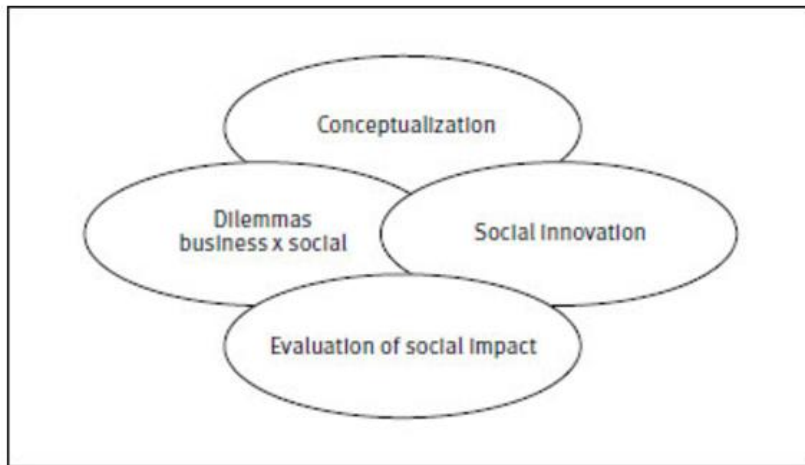 Conceptualization
Dilemmas
business x social
Social innovation
Evaluation of social impact